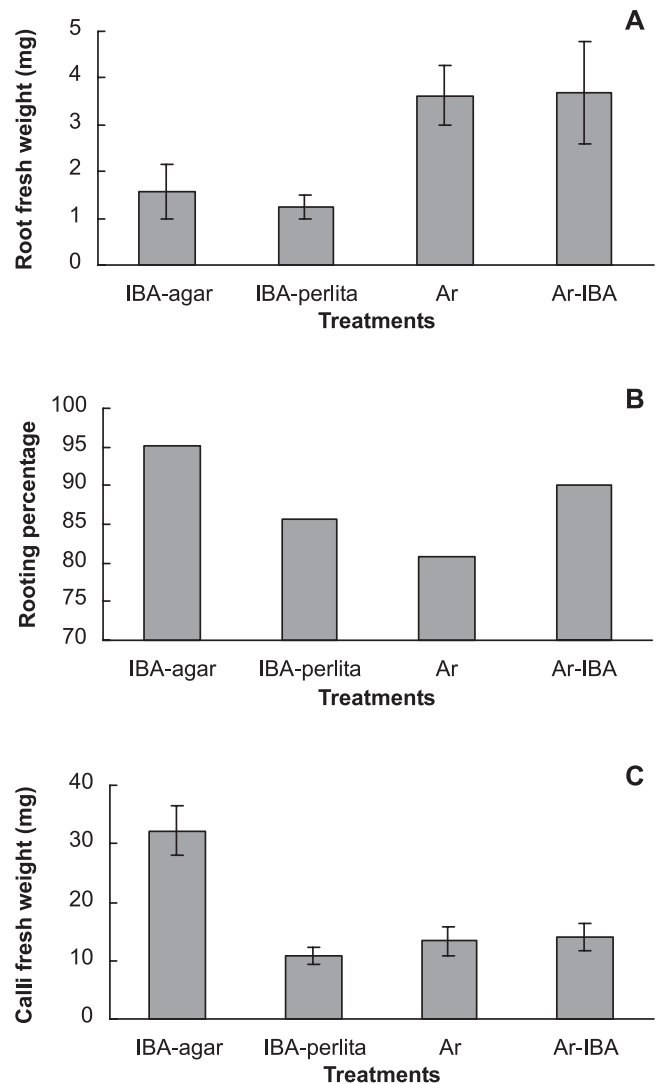 A
Root fresh weight (mg)
5
4
3
2
1
0
IBA-agar IBA-perlita Ar Ar-IBA
Treatments
B
Rooting percentage
100
95
90
85
80
75
70
IBA-agar IBA-perlita Ar Ar-IBA
Treatments
C
Calli fresh weight (mg)
40
30
20
10
0
IBA-agar IBA-perlita Ar Ar-IBA
Treatments